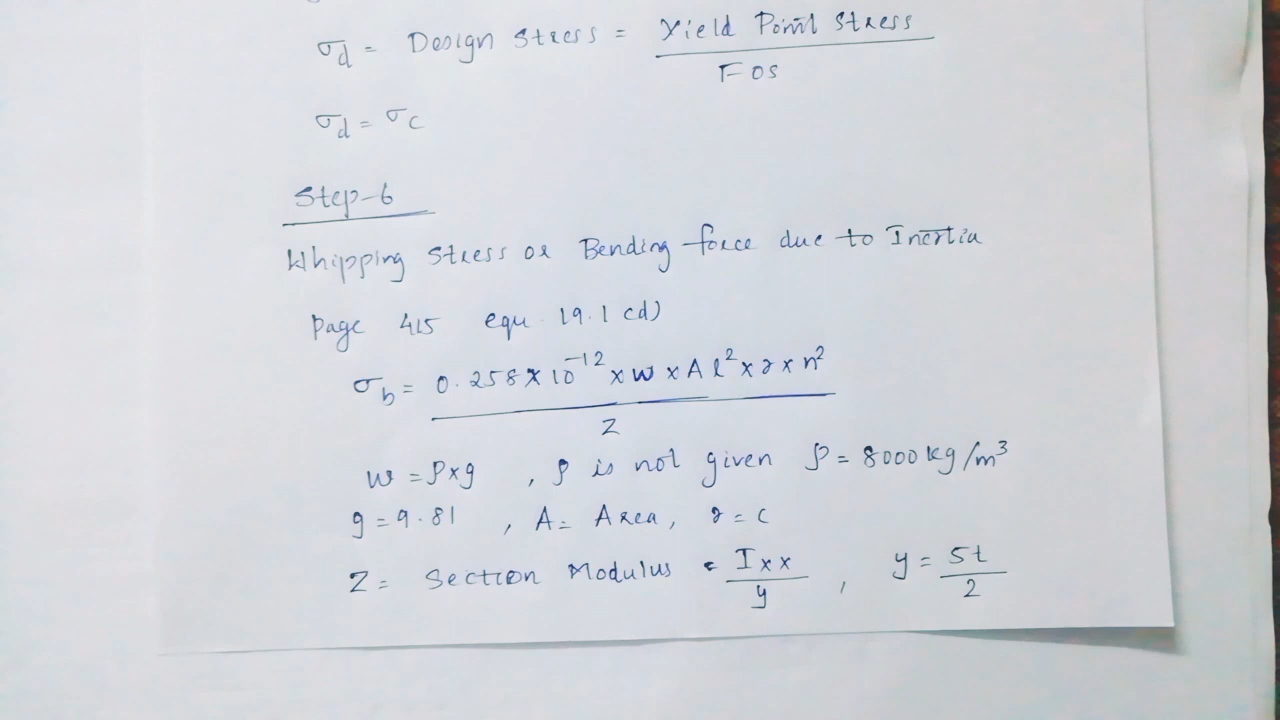 σd = Design Stress = Yield Point Stress / FOS
σd = σc
Step-6
Whipping Stress or Bending force due to Inertia
Page 415 equ. 19.1 cd)
σb = 0.258 × 10^-12 × w × A l² × r × n² / Z
w = ρ×g , ρ is not given ρ = 8000 kg/m³
g = 9.81 , A = Area, r = c
Z = Section Modulus = Ixx / y , y = 5t / 2